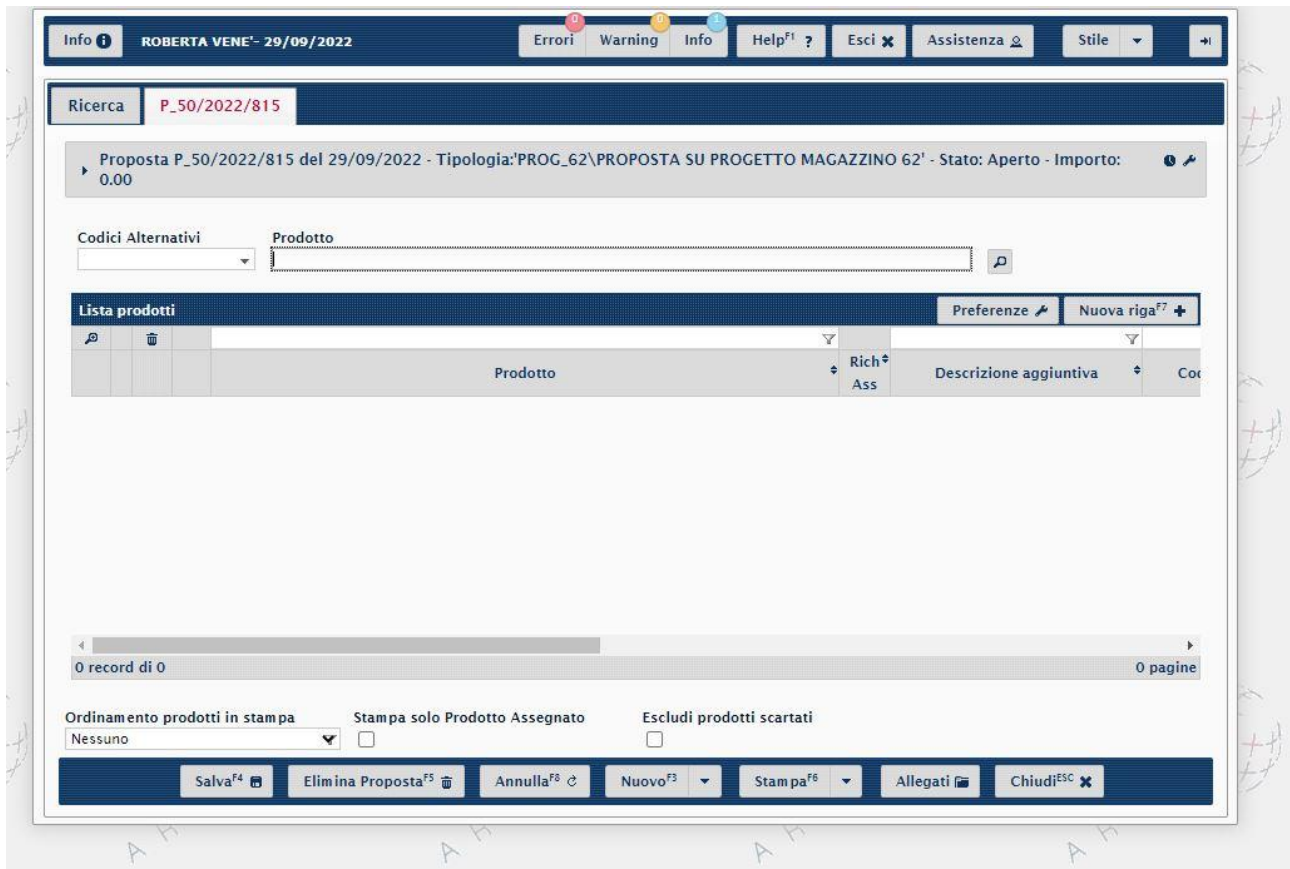 Info
ROBERTA VENE'- 29/09/2022
0 0 1
Errori Warning Info Help F1 ? Esci Assistenza Stile
Ricerca P_50/2022/815
Proposta P_50/2022/815 del 29/09/2022 - Tipologia:'PROG_62\PROPOSTA SU PROGETTO MAGAZZINO 62' - Stato: Aperto - Importo:
0.00
Codici Alternativi Prodotto
Lista prodotti Preferenze Nuova riga F7 +
Prodotto Rich Ass Descrizione aggiuntiva Coc
0 record di 0 0 pagine
Ordinamento prodotti in stampa Stampa solo Prodotto Assegnato Escludi prodotti scartati
Nessuno
Salva F4 Elimina Proposta F5 Annulla F8 Nuovo F3 Stampa F6 Allegati Chiudi ESC